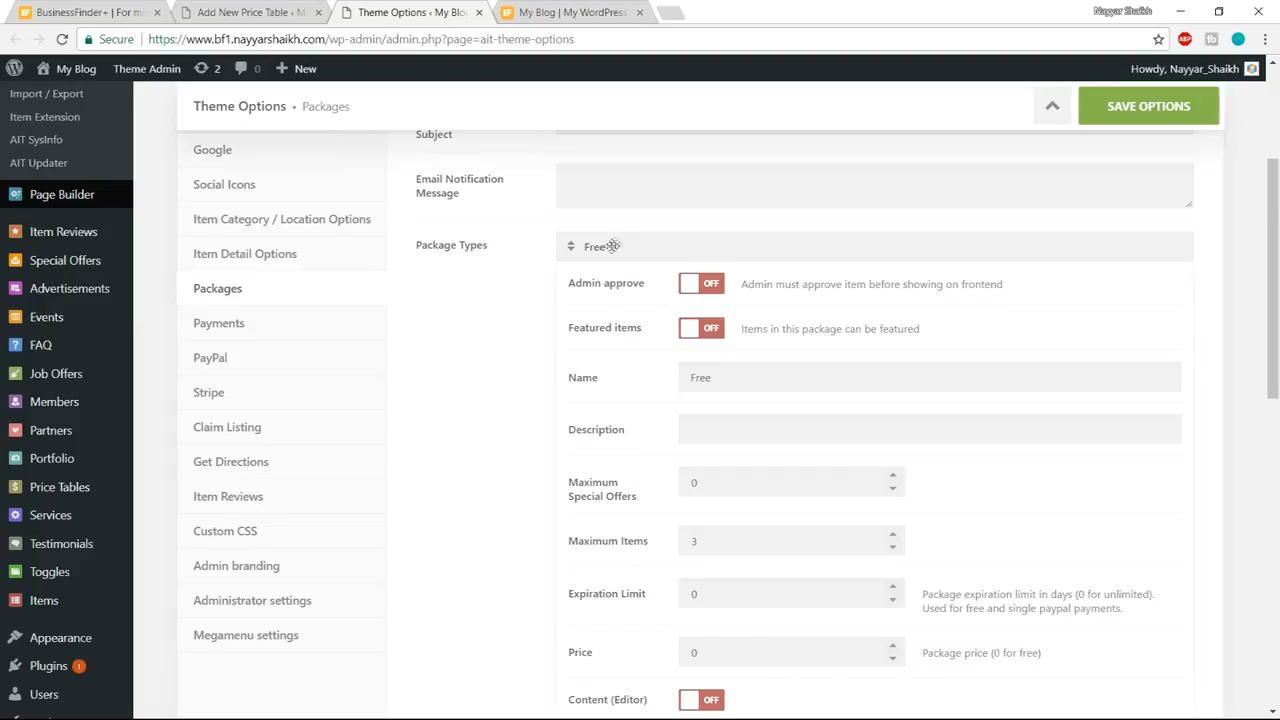 BusinessFinder+ | For mo
Add New Price Table ‹ M
Theme Options ‹ My Blo
My Blog | My WordPress
Nayyar Shaikh
Secure
https://www.bf1.nayyarshaikh.com/wp-admin/admin.php?page=ait-theme-options
ABP
My Blog
Theme Admin
2
0
New
Howdy, Nayyar_Shaikh
Import / Export
Item Extension
AIT SysInfo
AIT Updater
Page Builder
Item Reviews
Special Offers
Advertisements
Events
FAQ
Job Offers
Members
Partners
Portfolio
Price Tables
Services
Testimonials
Toggles
Items
Appearance
Plugins 1
Users
Theme Options • Packages
SAVE OPTIONS
Google
Social Icons
Item Category / Location Options
Item Detail Options
Packages
Payments
PayPal
Stripe
Claim Listing
Get Directions
Item Reviews
Custom CSS
Admin branding
Administrator settings
Megamenu settings
Subject
Email Notification
Message
Package Types
Free
Admin approve
OFF
Admin must approve item before showing on frontend
Featured items
OFF
Items in this package can be featured
Name
Free
Description
Maximum
Special Offers
0
Maximum Items
3
Expiration Limit
0
Package expiration limit in days (0 for unlimited).
Used for free and single paypal payments.
Price
0
Package price (0 for free)
Content (Editor)
OFF